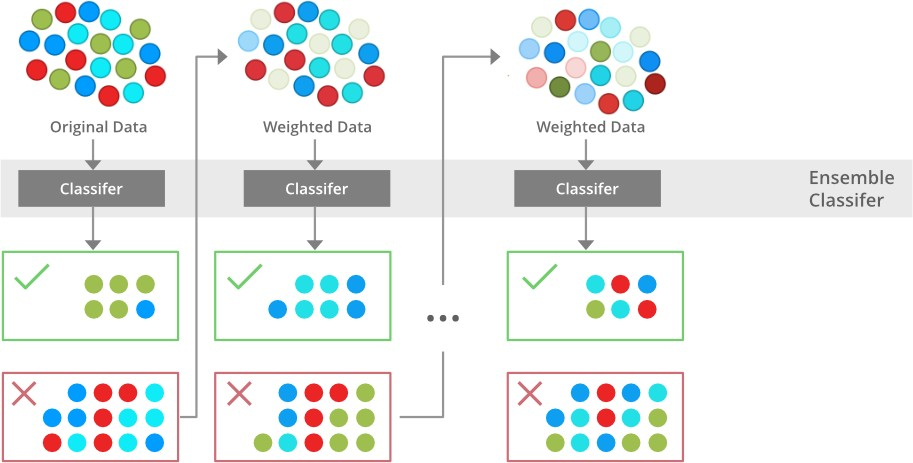 Original Data
Weighted Data
Weighted Data
Classifer
Classifer
Classifer
Ensemble
Classifer
...